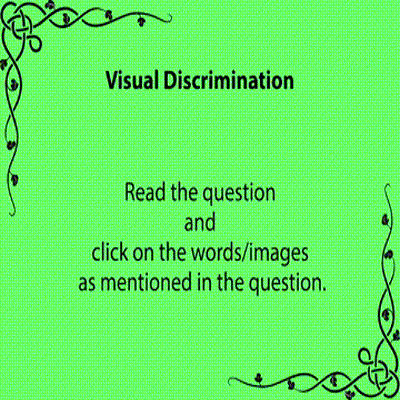 Visual Discrimination
Read the question
and
click on the words/images
as mentioned in the question.